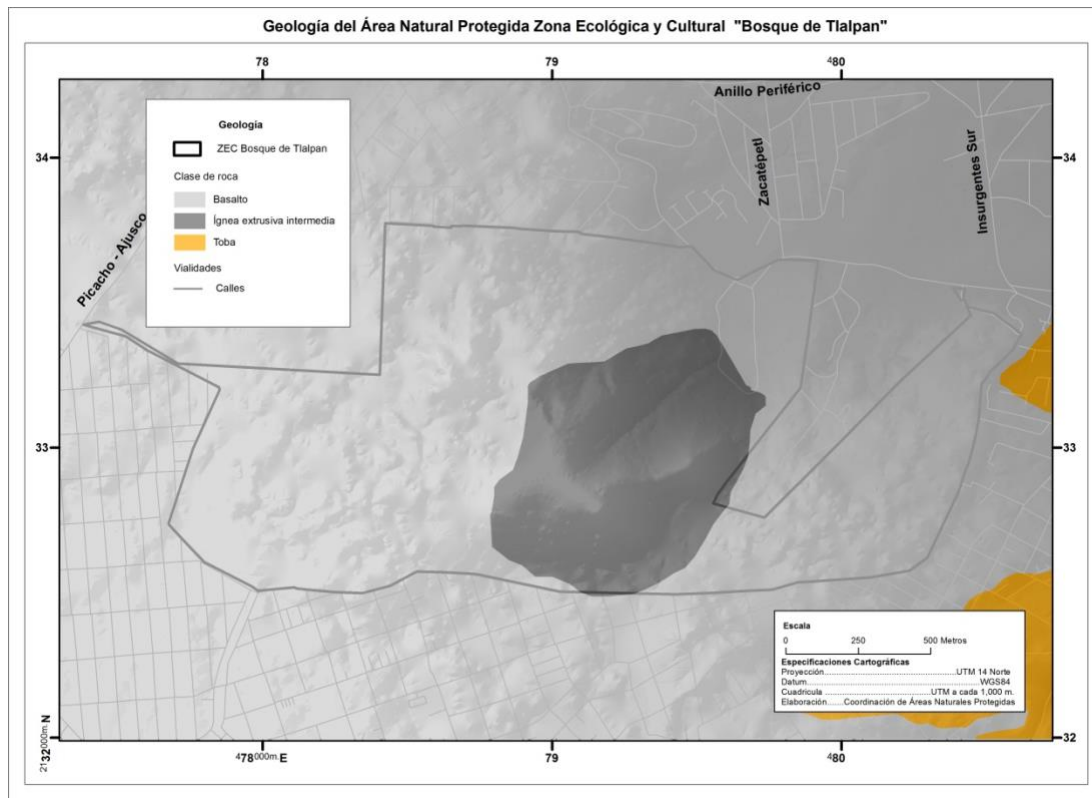 Geología del Área Natural Protegida Zona Ecológica y Cultural "Bosque de Tlalpan"
78
79
480
Anillo Periférico
Zacatépetl
Insurgentes Sur
Picacho - Ajusco
34
34
Geología
ZEC Bosque de Tlalpan
Clase de roca
Basalto
Ígnea extrusiva intermedia
Toba
Vialidades
Calles
33
33
Escala
0 250 500 Metros
Especificaciones Cartográficas
Proyección UTM 14 Norte
Datum WGS84
Cuadricula UTM a cada 1,000 m.
Elaboración Coordinación de Áreas Naturales Protegidas
2132000m. N
32
478000m. E
79
480